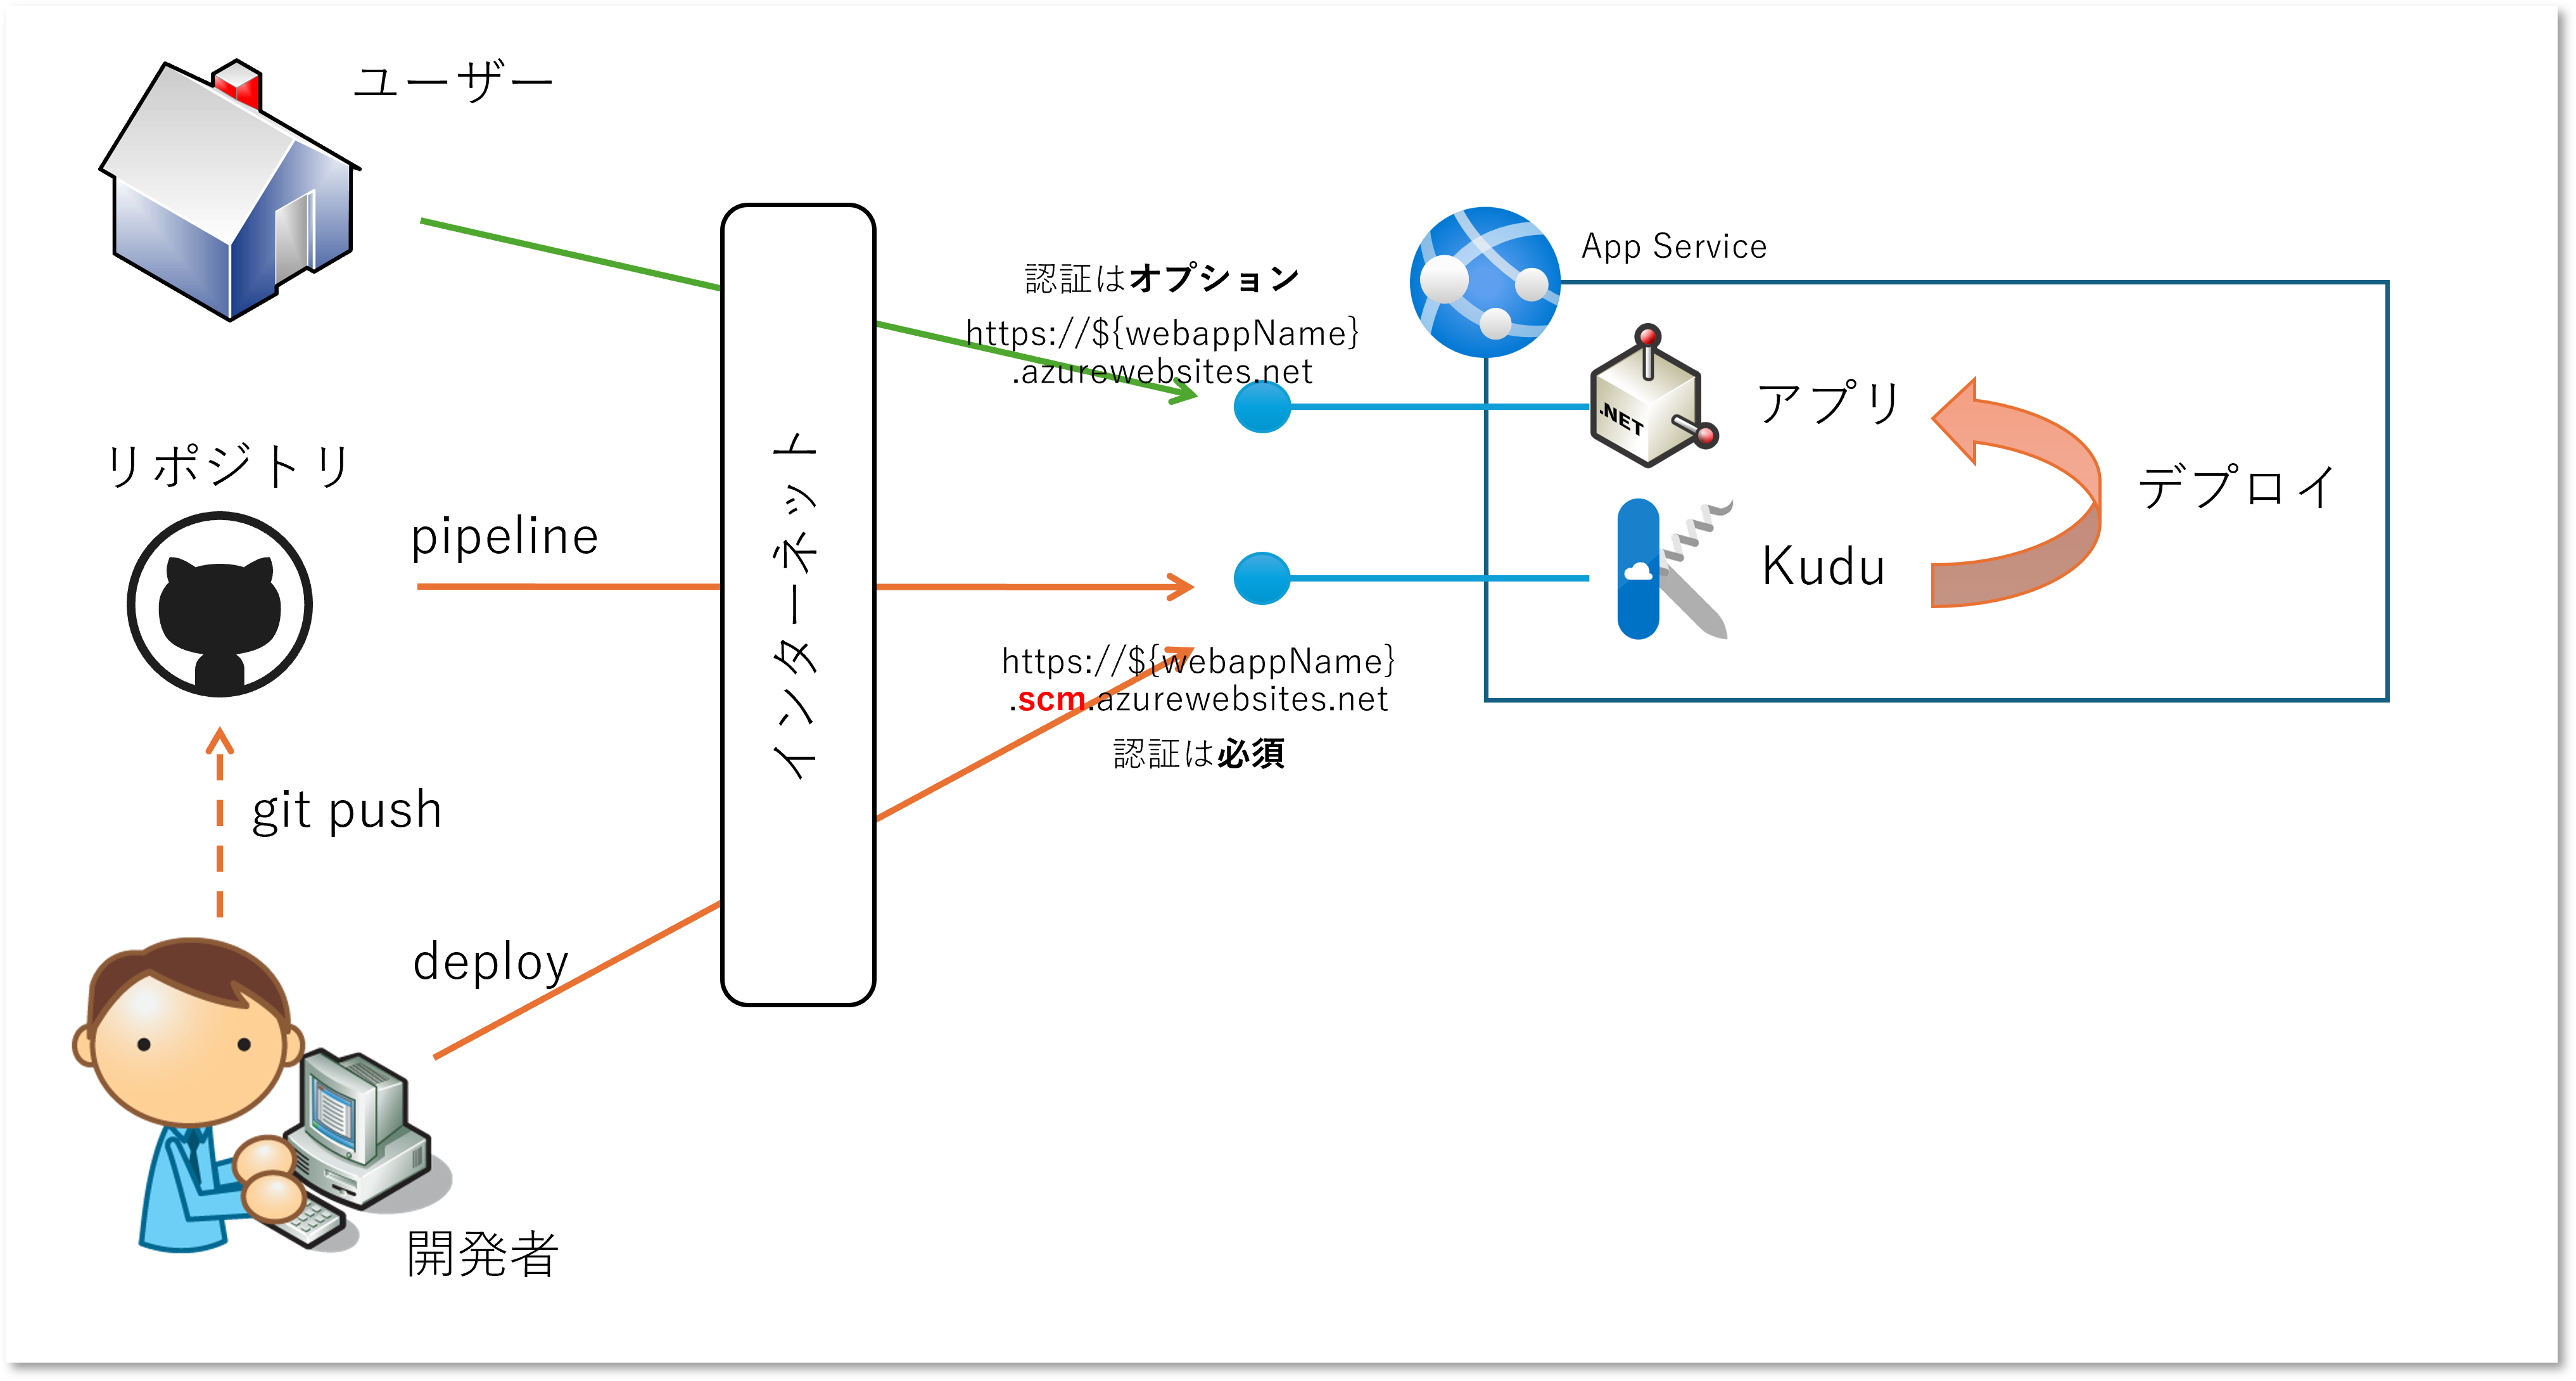 ユーザー
App Service
認証はオプション
https://${webappName}
.azurewebsites.net
.NET
アプリ
リポジトリ
pipeline
インターネット
デプロイ
Kudu
https://${webappName}
.scm.azurewebsites.net
認証は必須
git push
deploy
開発者